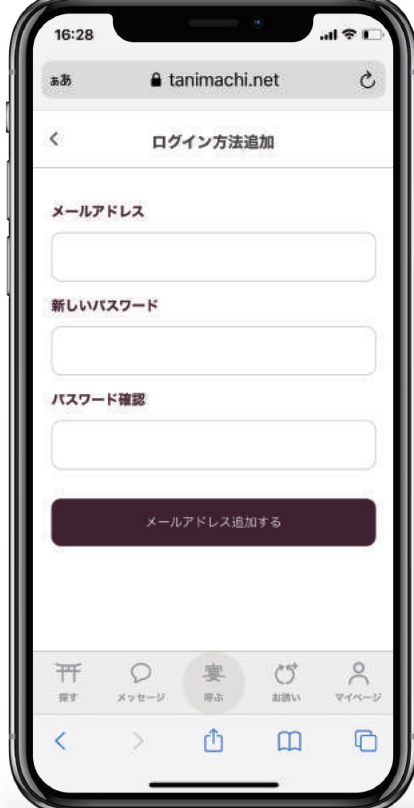 16:28
ぁあ tanimachi.net
ログイン方法追加
メールアドレス
新しいパスワード
パスワード確認
メールアドレス追加する
宴
探す メッセージ 呼ぶ お誘い マイページ